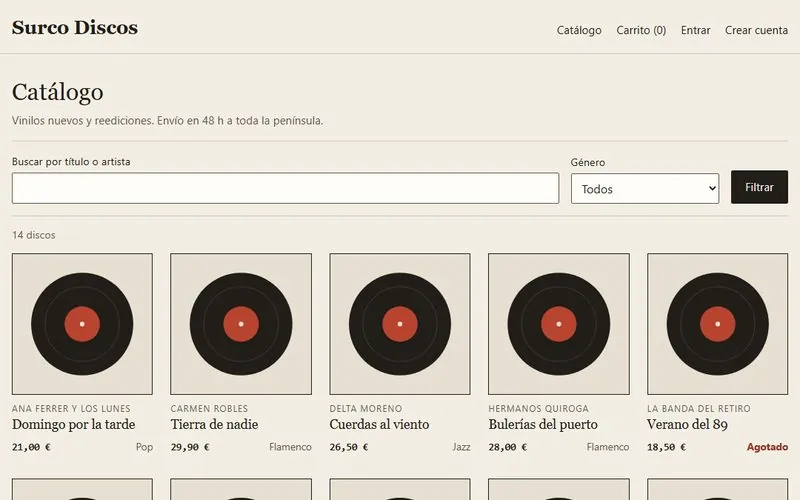 Surco Discos
Catálogo Carrito (0) Entrar Crear cuenta
Catálogo
Vinilos nuevos y reediciones. Envío en 48 h a toda la península.
Buscar por título o artista
Género
Todos
Filtrar
14 discos
ANA FERRER Y LOS LUNES
Domingo por la tarde
21,00 € Pop
CARMEN ROBLES
Tierra de nadie
29,90 € Flamenco
DELTA MORENO
Cuerdas al viento
26,50 € Jazz
HERMANOS QUIROGA
Bulerías del puerto
28,00 € Flamenco
LA BANDA DEL RETIRO
Verano del 89
18,50 € Agotado